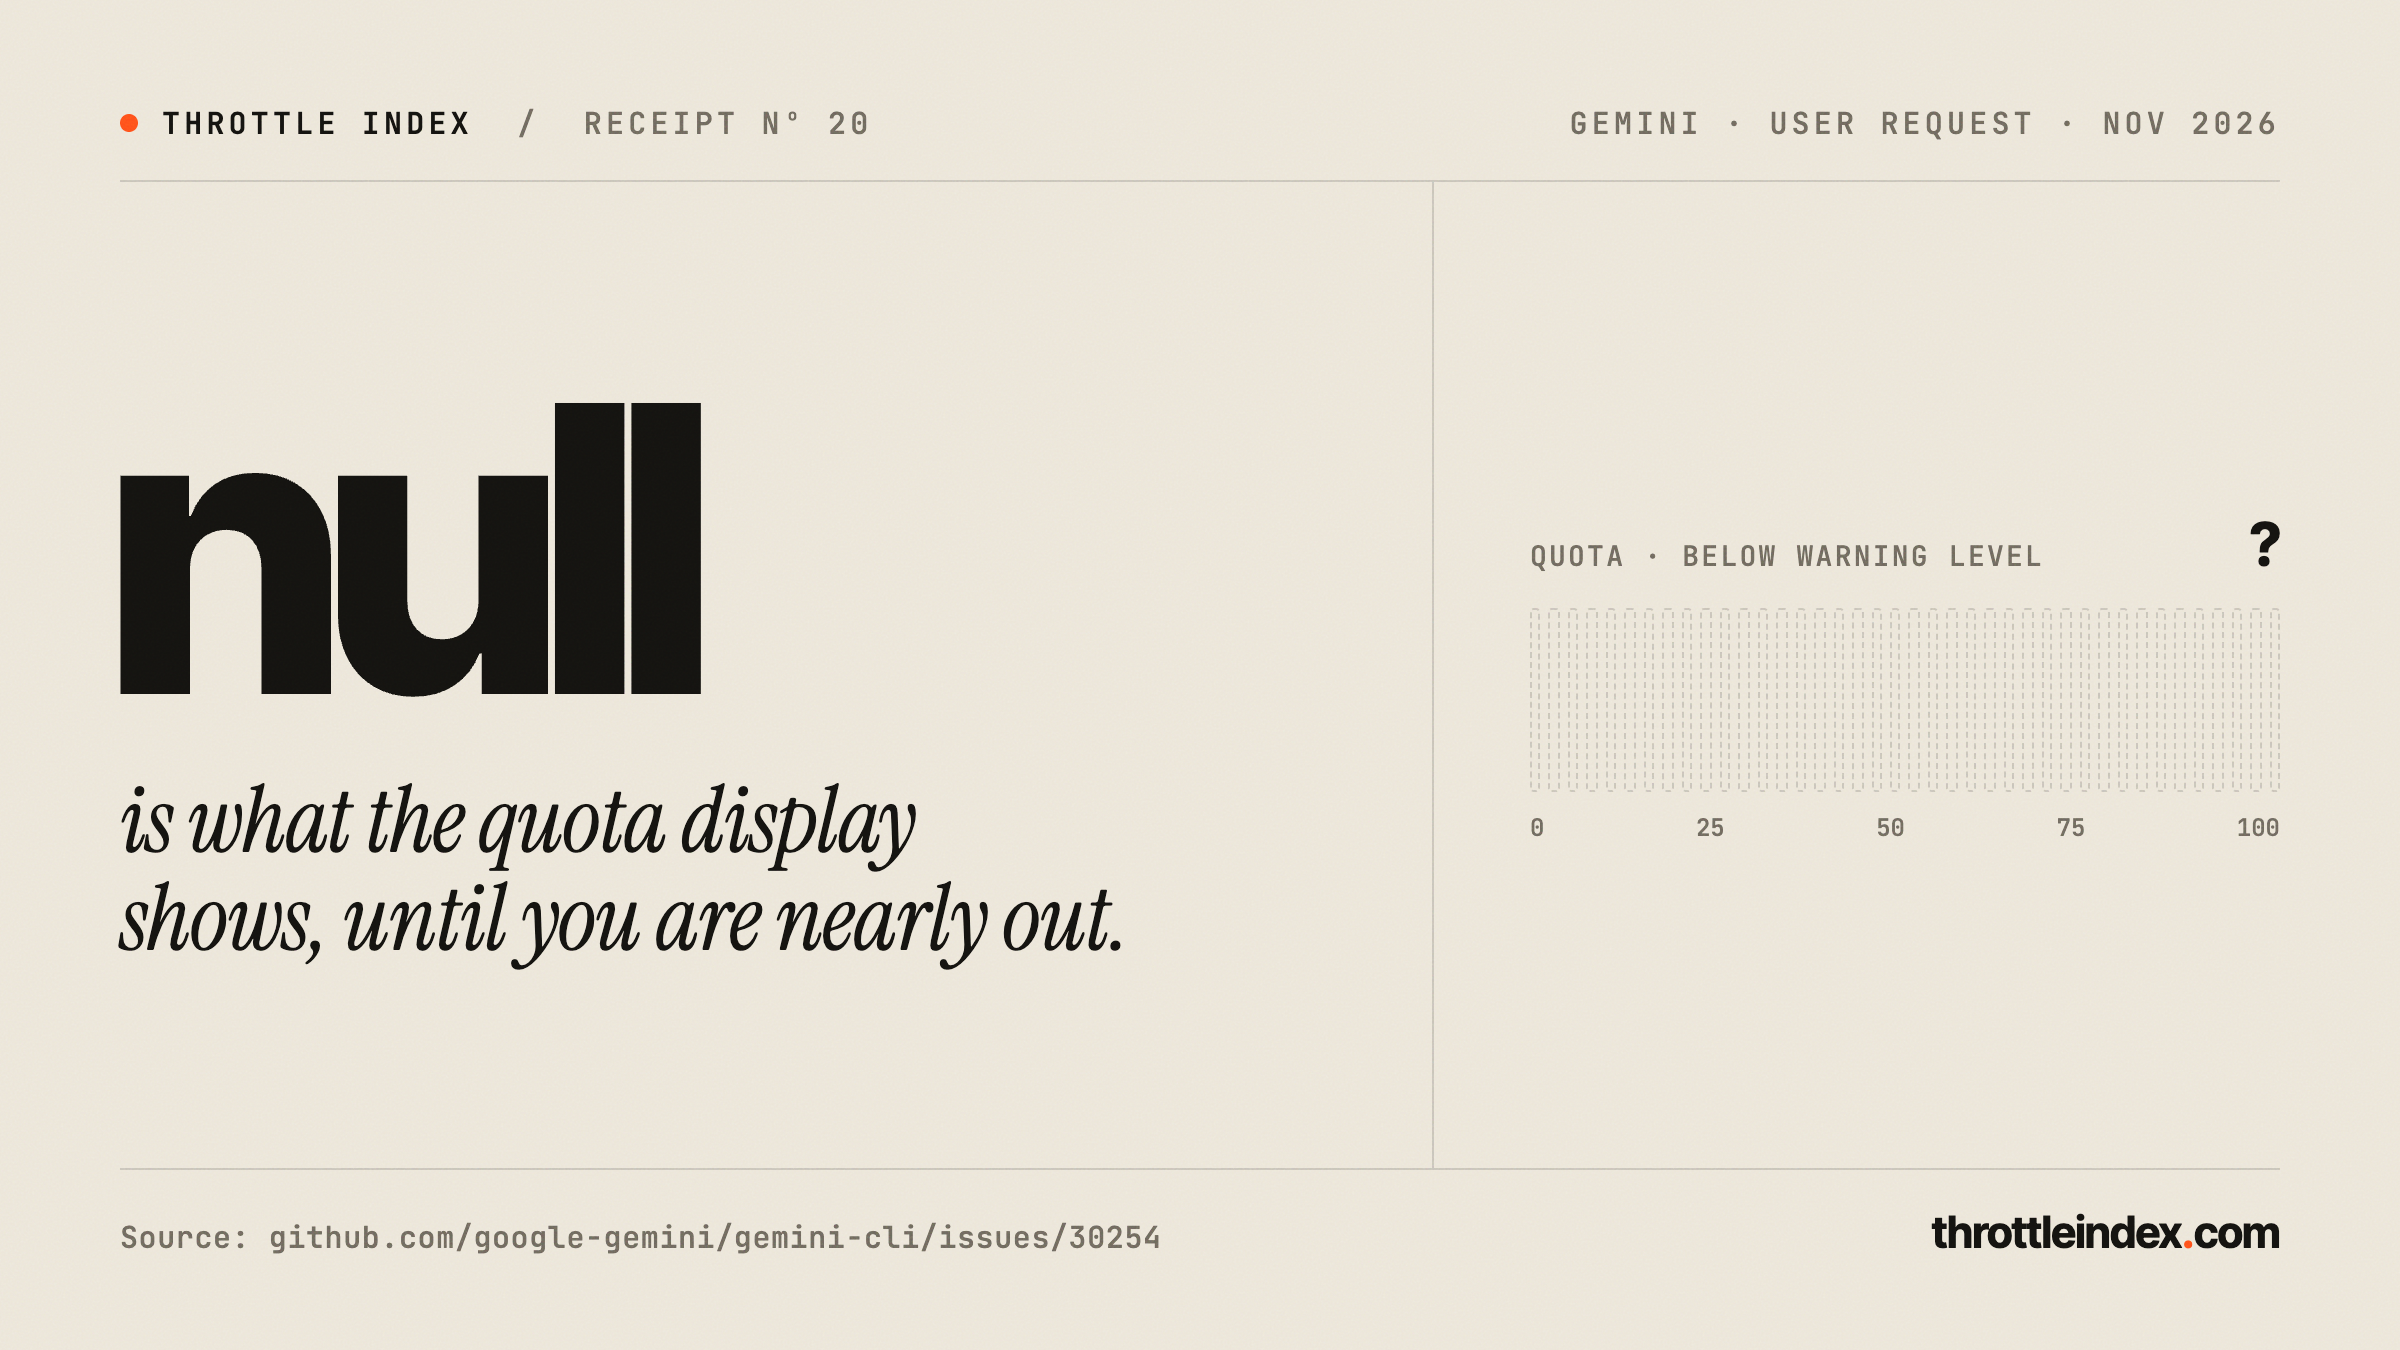 THROTTLE INDEX / RECEIPT Nº 20
GEMINI · USER REQUEST · NOV 2026
null
is what the quota display
shows, until you are nearly out.
QUOTA · BELOW WARNING LEVEL
?
0 25 50 75 100
Source: github.com/google-gemini/gemini-cli/issues/30254
throttleindex.com